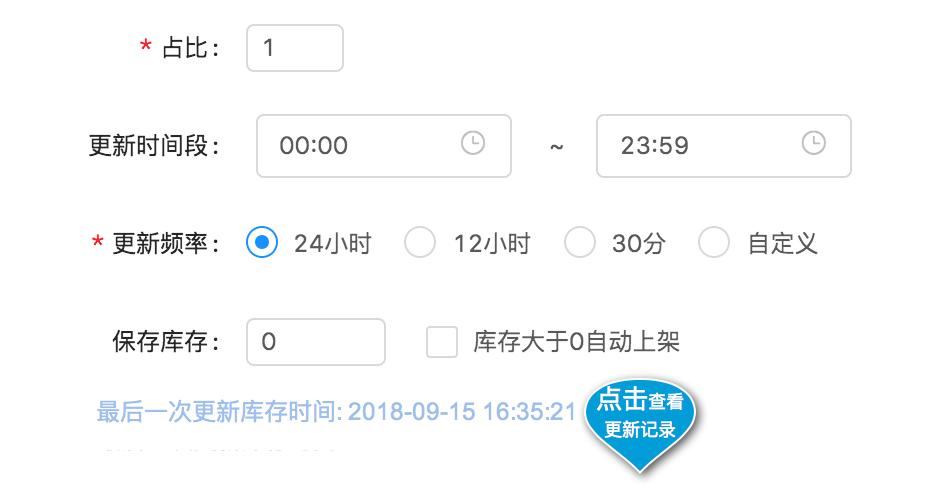 * 占比: 1
更新时间段: 00:00 ~ 23:59
* 更新频率: 24小时 12小时 30分 自定义
保存库存: 0 库存大于0自动上架
最后一次更新库存时间: 2018-09-15 16:35:21
点击查看
更新记录